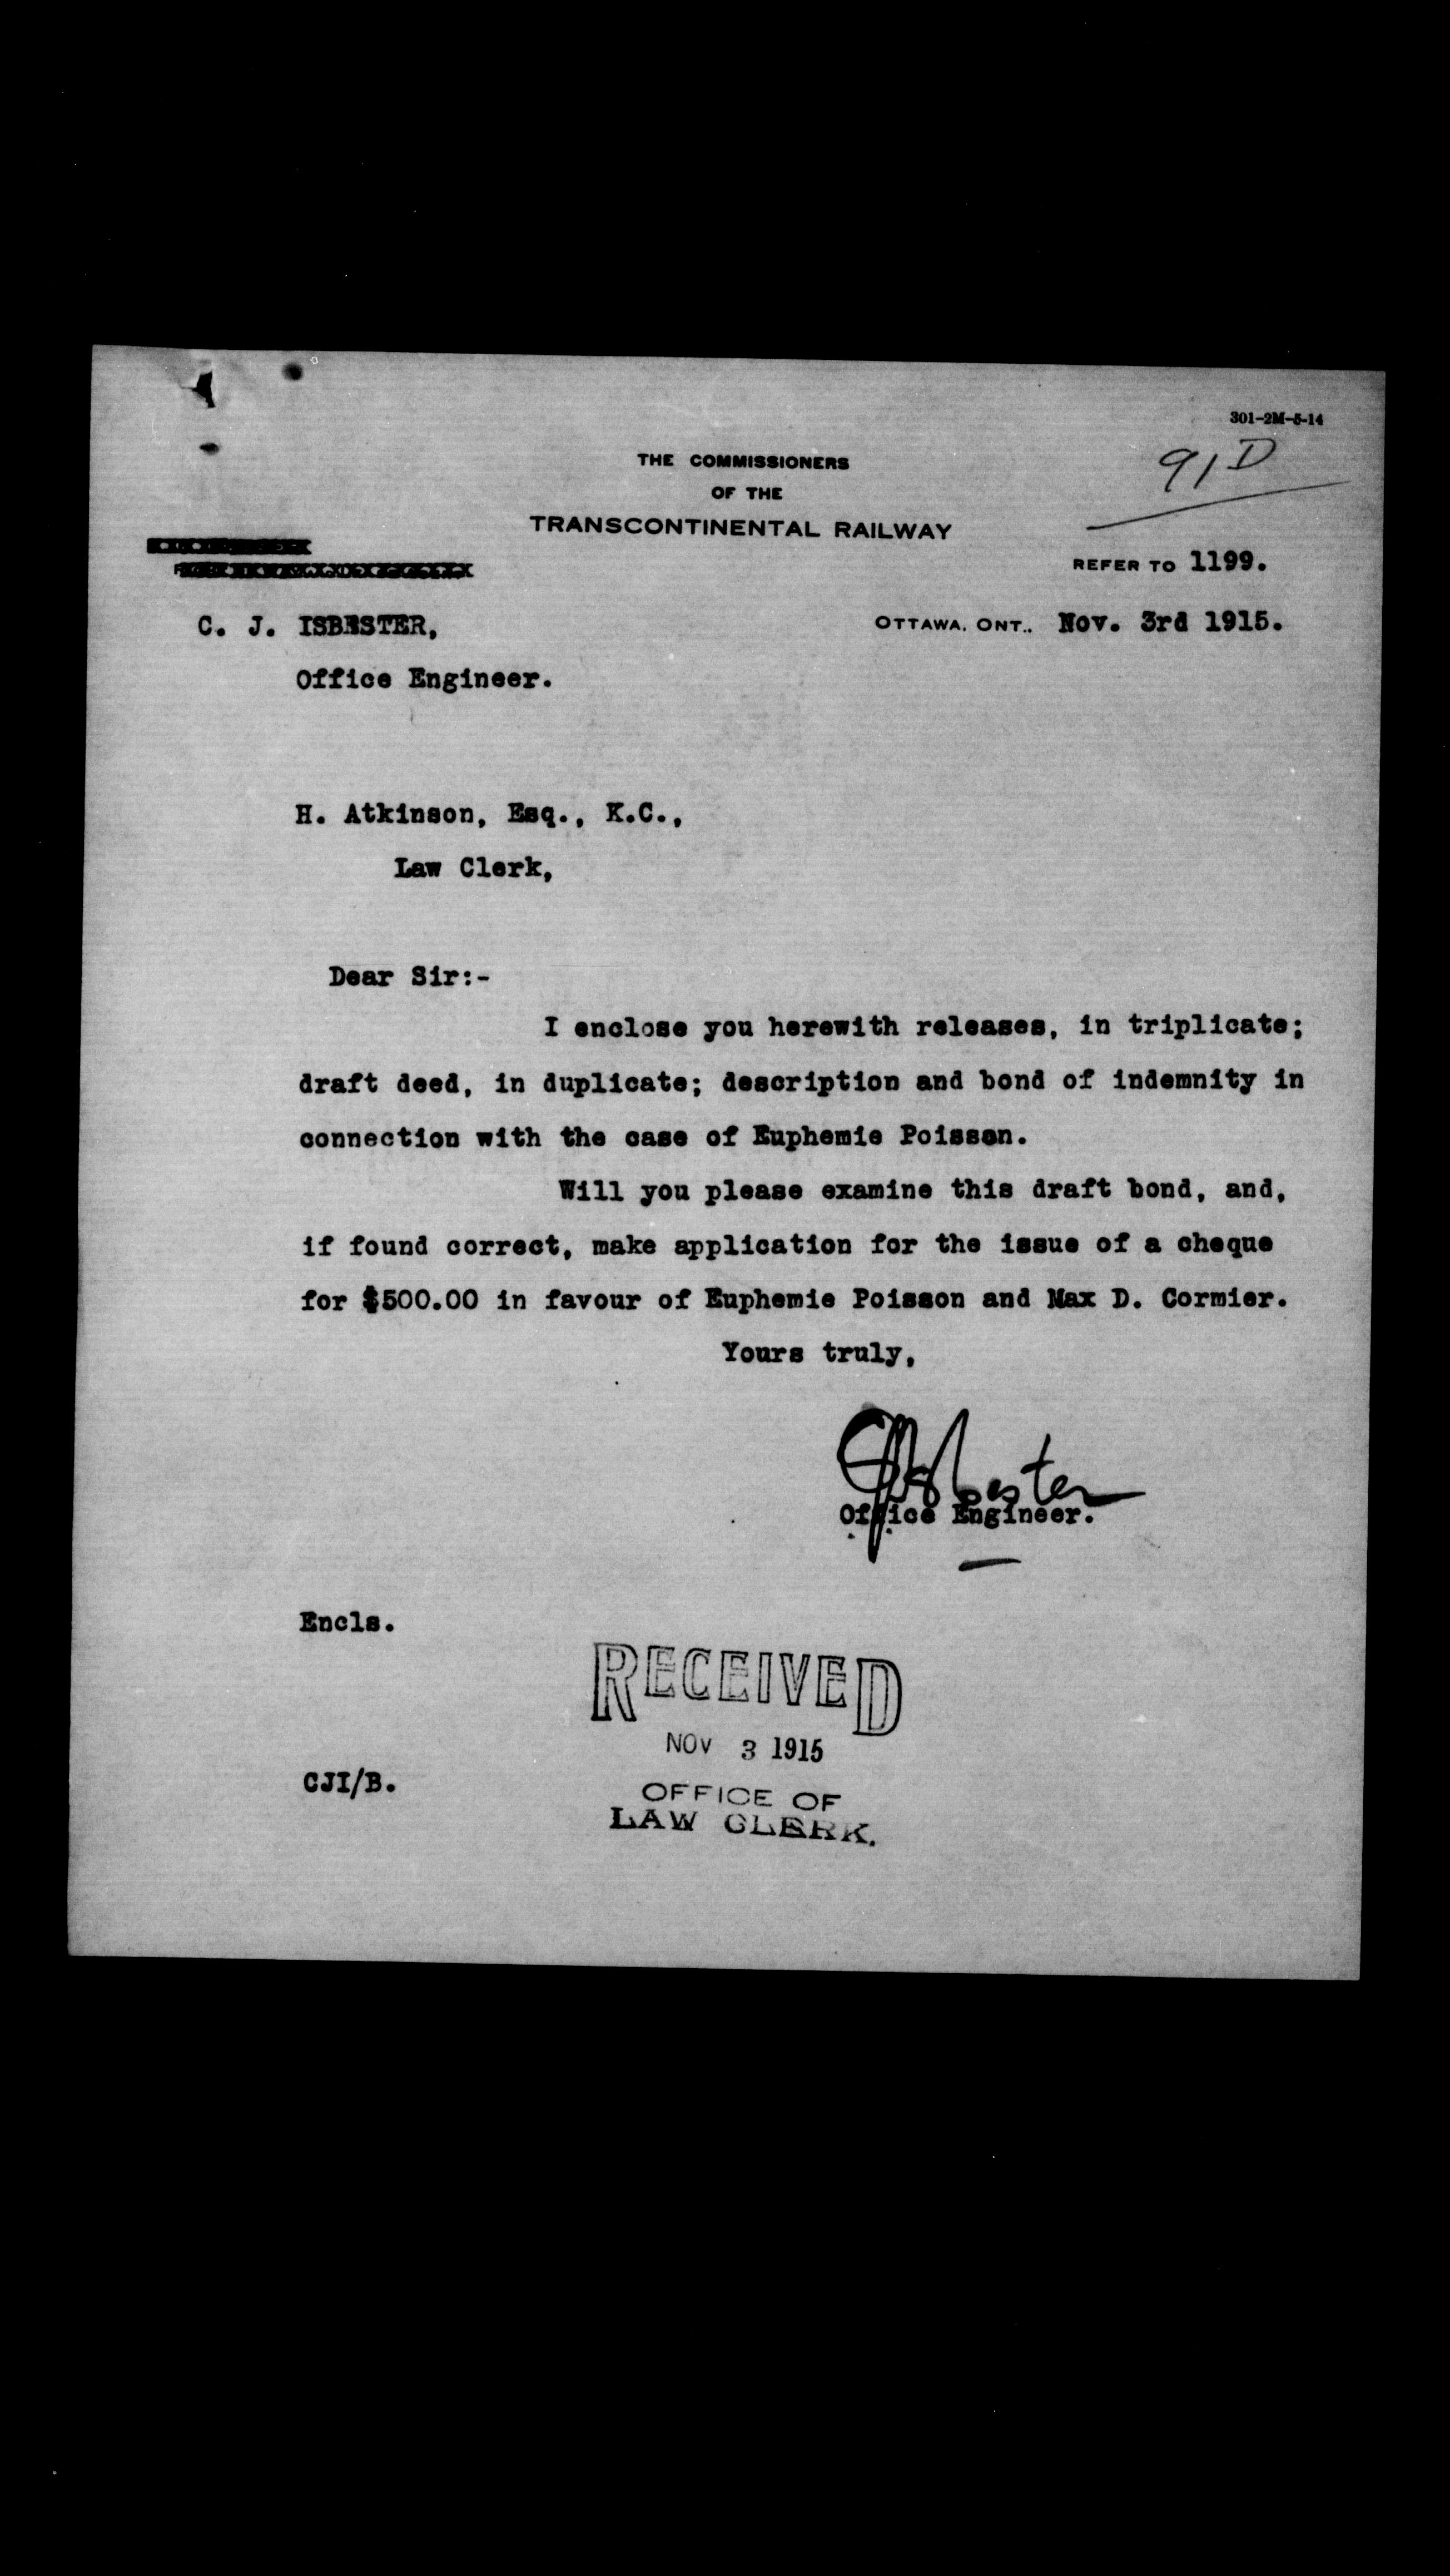 301-2M-5-14
91D
THE COMMISSIONERS
OF THE
TRANSCONTINENTAL RAILWAY
REFER TO 1199.
C. J. ISBESTER,
OTTAWA, ONT., Nov. 3rd 1915.
Office Engineer.
H. Atkinson, Esq., K.C.,
Law Clerk,
Dear Sir:-
I enclose you herewith releases, in triplicate;
draft deed, in duplicate; description and bond of indemnity in
connection with the case of Euphemie Poisson.
Will you please examine this draft bond, and,
if found correct, make application for the issue of a cheque
for $500.00 in favour of Euphemie Poisson and Max D. Cormier.
Yours truly,
CJIsbester
Office Engineer.
Encls.
RECEIVED
NOV 3 1915
CJI/B.
OFFICE OF
LAW CLERK.